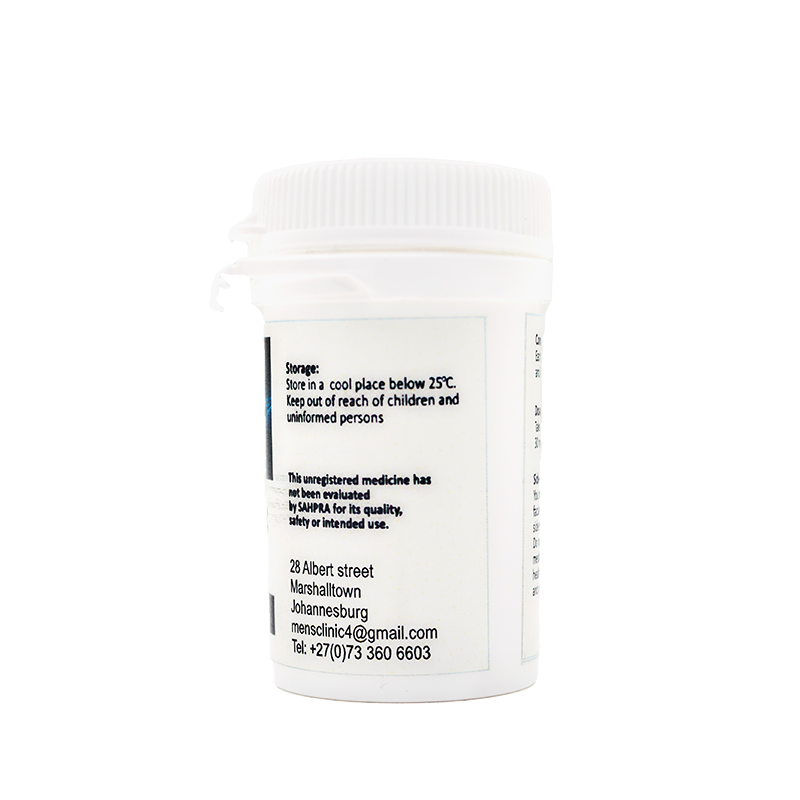 Storage:
Store in a cool place below 25°C.
Keep out of reach of children and
uninformed persons
This unregistered medicine has
not been evaluated
by SAHPRA for its quality,
safety or intended use.
28 Albert street
Marshalltown
Johannesburg
mensclinic4@gmail.com
Tel: +27(0)73 360 6603